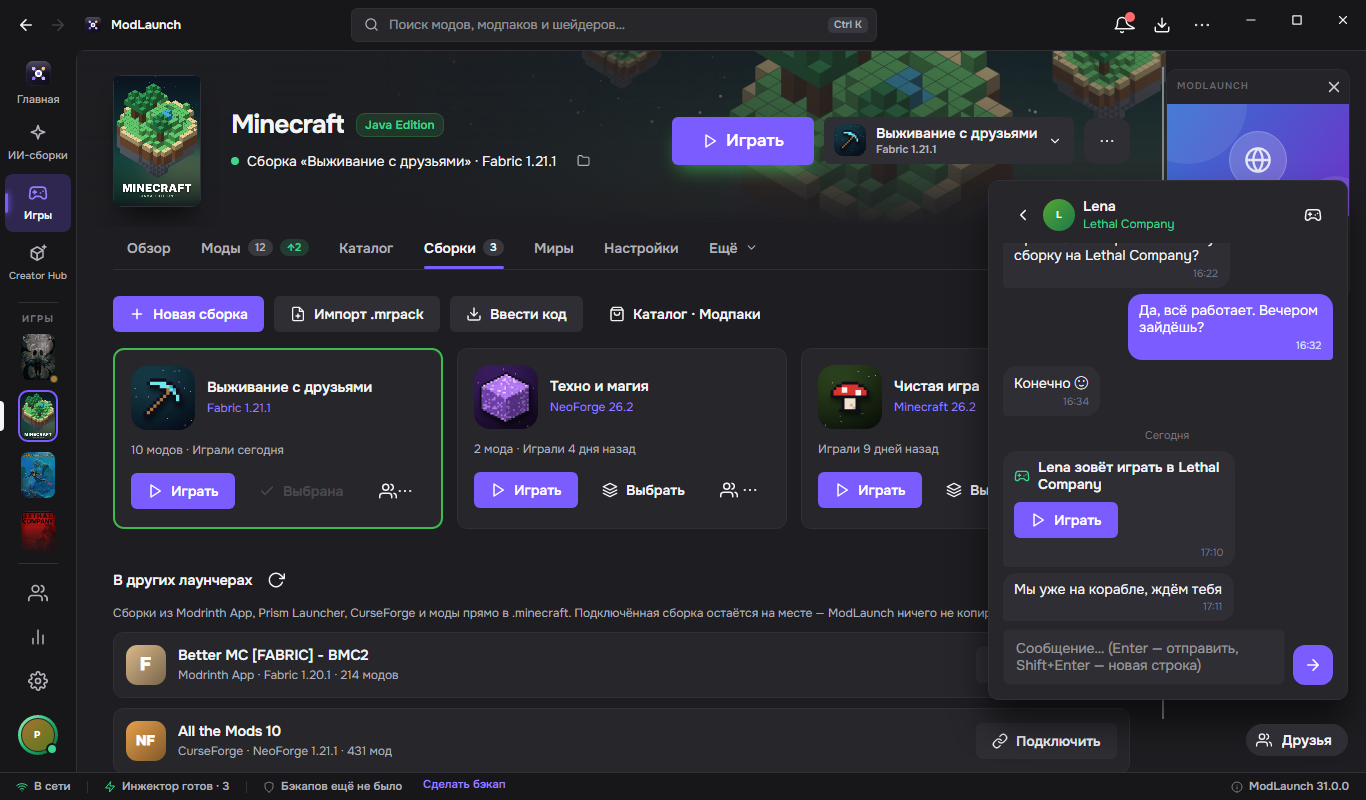 ModLaunch
Поиск модов, модпаков и шейдеров...
Ctrl K
Главная
ИИ-сборки
Игры
Creator Hub
ИГРЫ
MINECRAFT
Minecraft
Java Edition
Сборка «Выживание с друзьями» · Fabric 1.21.1
Играть
Выживание с друзьями
Fabric 1.21.1
MODLAUNCH
Обзор
Моды 12 2
Каталог
Сборки 3
Миры
Настройки
Ещё
Новая сборка
Импорт .mrpack
Ввести код
Каталог · Модпаки
Выживание с друзьями
Fabric 1.21.1
10 модов · Играли сегодня
Играть
Выбрана
Техно и магия
NeoForge 26.2
2 мода · Играли 4 дня назад
Играть
Выбрать
Чистая игра
Minecraft 26.2
Играли 9 дней назад
Играть
Вы
В других лаунчерах
Сборки из Modrinth App, Prism Launcher, CurseForge и моды прямо в .minecraft. Подключённая сборка остаётся на месте — ModLaunch ничего не копир
F
Better MC [FABRIC] - BMC2
Modrinth App · Fabric 1.20.1 · 214 модов
NF
All the Mods 10
CurseForge · NeoForge 1.21.1 · 431 мод
Подключить
L
Lena
Lethal Company
сборку на Lethal Company?
16:22
Да, всё работает. Вечером
зайдёшь?
16:32
Конечно
16:34
Сегодня
Lena зовёт играть в Lethal
Company
Играть
17:10
Мы уже на корабле, ждём тебя
17:11
Сообщение... (Enter — отправить,
Shift+Enter — новая строка)
Друзья
P
В сети
Инжектор готов · 3
Бэкапов ещё не было
Сделать бэкап
ModLaunch 31.0.0